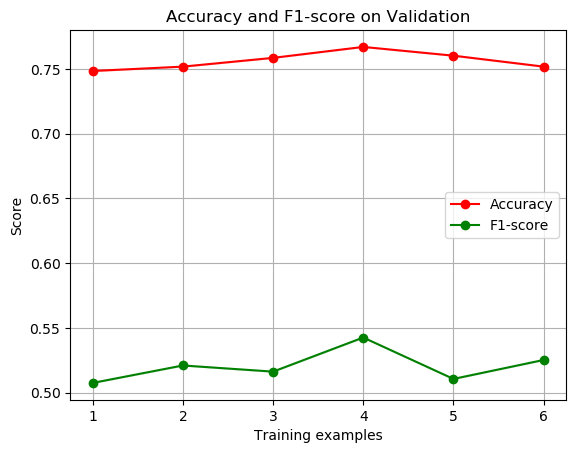 Accuracy and F1-score on Validation
Score
0.75
0.70
0.65
0.60
0.55
0.50
Accuracy
F1-score
1 2 3 4 5 6
Training examples